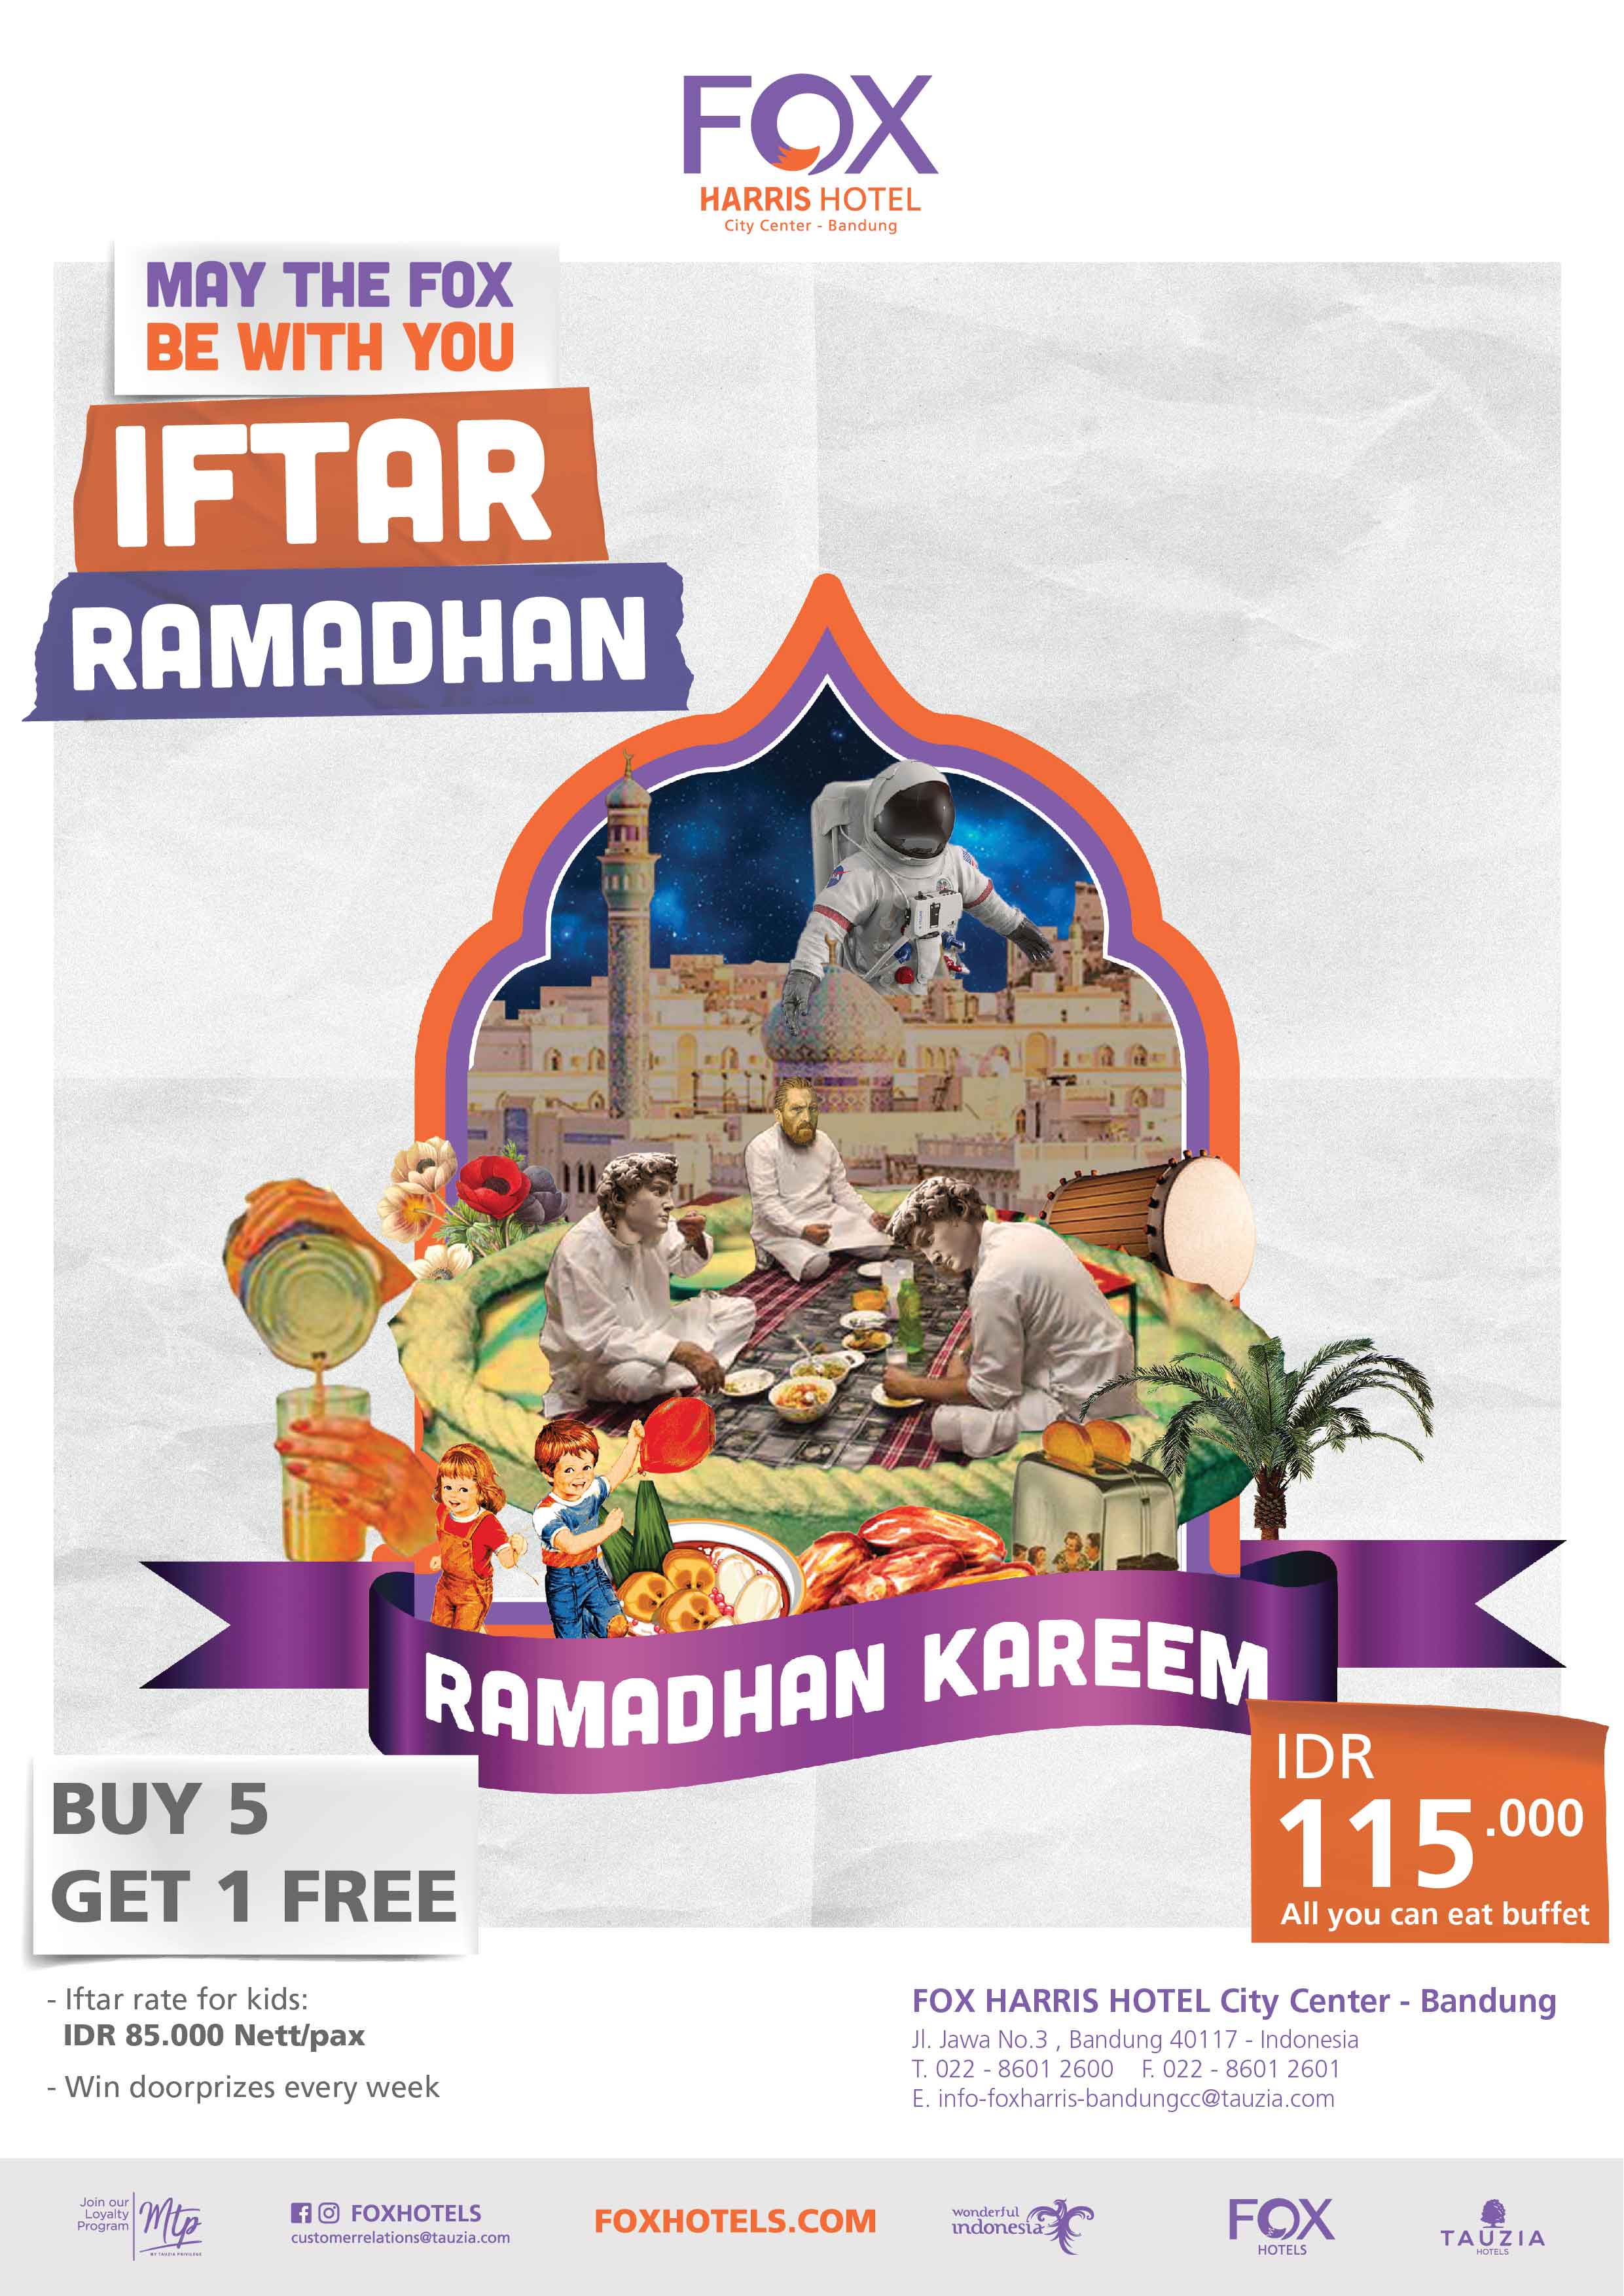 FOX
HARRIS HOTEL
City Center - Bandung
MAY THE FOX
BE WITH YOU
IFTAR
RAMADHAN
RAMADHAN KAREEM
BUY 5
GET 1 FREE
IDR
115.000
All you can eat buffet
- Iftar rate for kids:
IDR 85.000 Nett/pax
- Win doorprizes every week
FOX HARRIS HOTEL City Center - Bandung
Jl. Jawa No.3 , Bandung 40117 - Indonesia
T. 022 - 8601 2600 F. 022 - 8601 2601
E. info-foxharris-bandungcc@tauzia.com
Join our
Loyalty
Program
Mtp
MY TAUZIA PRIVILEGE
FOXHOTELS
customerrelations@tauzia.com
FOXHOTELS.COM
wonderful
indonesia
FOX
HOTELS
TAUZIA
HOTELS